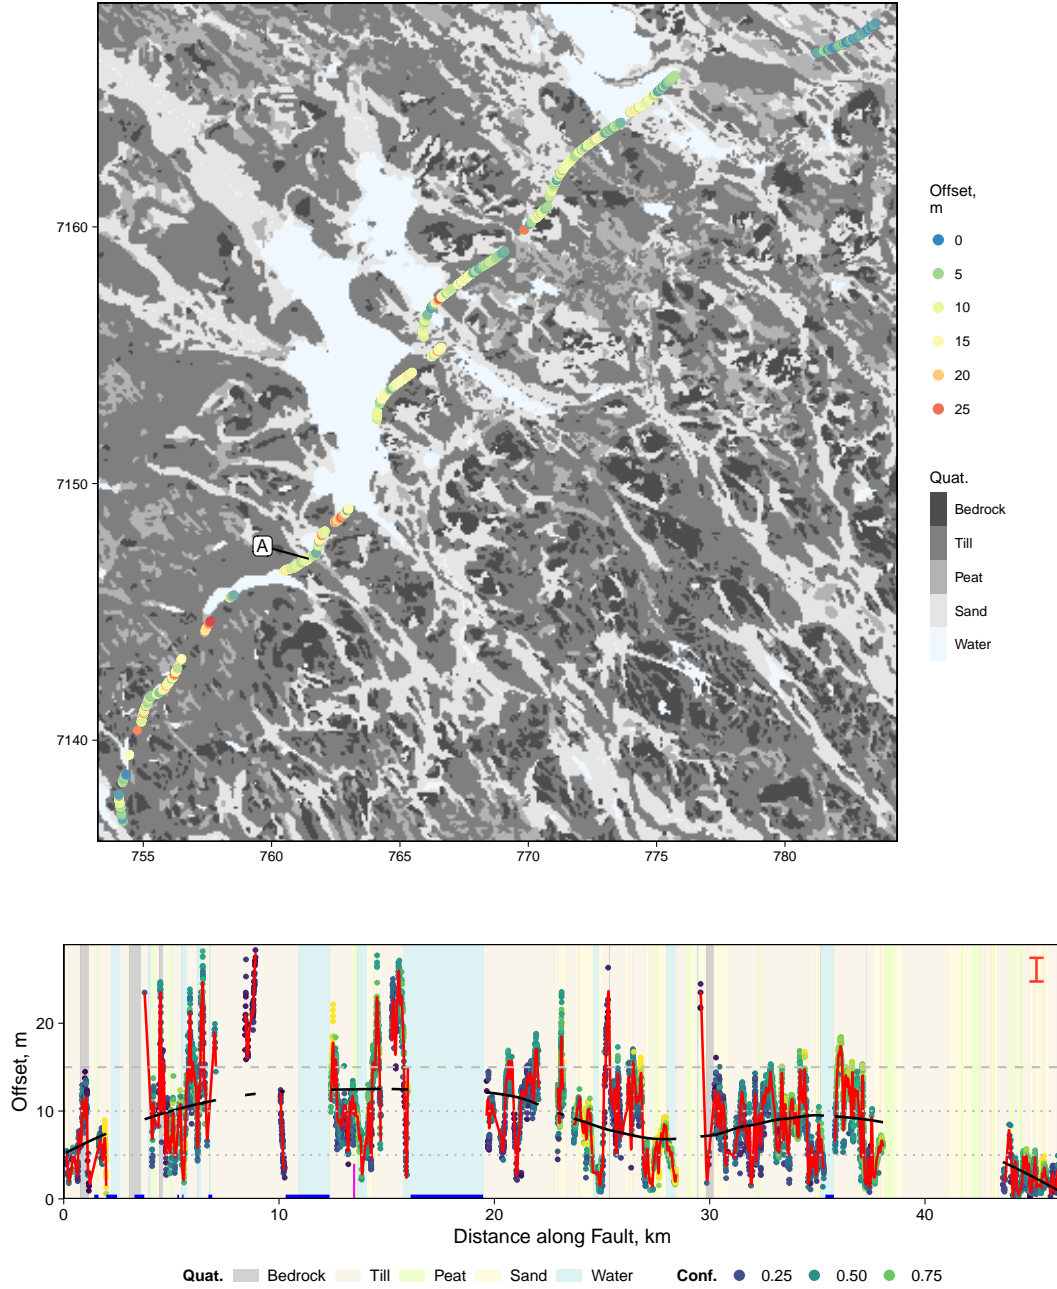 7160
7150
7140
A
755 760 765 770 775 780
Offset,
m
0
5
10
15
20
25
Quat.
Bedrock
Till
Peat
Sand
Water
Offset, m
20
10
0
0 10 20 30 40
Distance along Fault, km
Quat. Bedrock Till Peat Sand Water Conf. 0.25 0.50 0.75